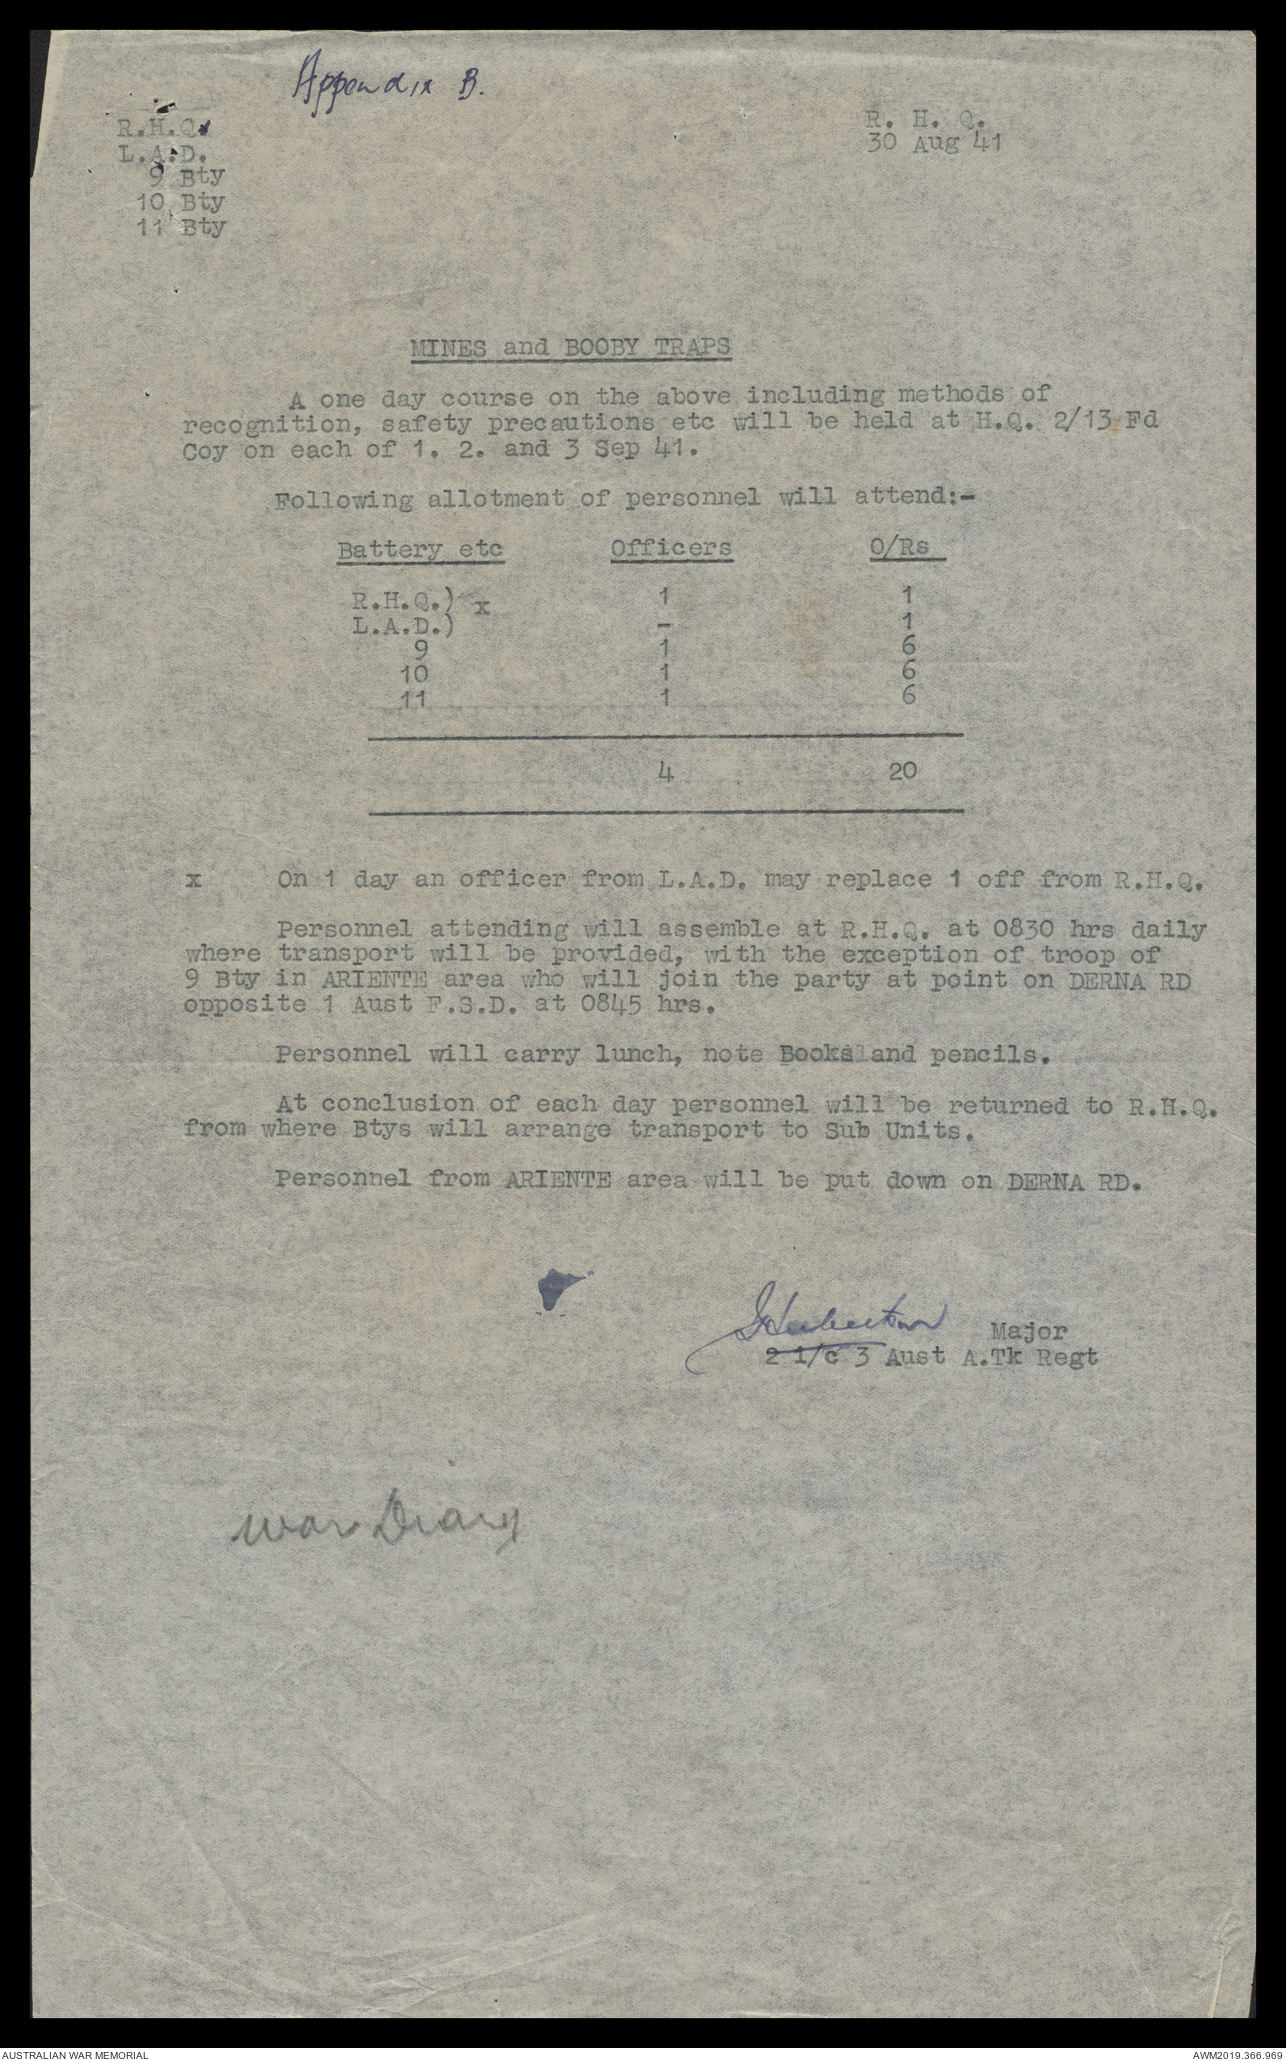 Appendix B.
R.H.Q.
L.A.D.
9 Bty
10 Bty
11 Bty
R. H. Q.
30 Aug 41
MINES and BOOBY TRAPS
A one day course on the above including methods of
recognition, safety precautions etc will be held at H.Q. 2/13 Fd
Coy on each of 1. 2. and 3 Sep 41.
Following allotment of personnel will attend:-
Battery etc Officers O/Rs
R.H.Q.) x 1 1
L.A.D.) - 1
9 1 6
10 1 6
11 1 6
4 20
x On 1 day an officer from L.A.D. may replace 1 off from R.H.Q.
Personnel attending will assemble at R.H.Q. at 0830 hrs daily
where transport will be provided, with the exception of troop of
9 Bty in ARIENTE area who will join the party at point on DERNA RD
opposite 1 Aust F.S.D. at 0845 hrs.
Personnel will carry lunch, note Books and pencils.
At conclusion of each day personnel will be returned to R.H.Q.
from where Btys will arrange transport to Sub Units.
Personnel from ARIENTE area will be put down on DERNA RD.
Major
2 i/c 3 Aust A.Tk Regt
War Diary
AUSTRALIAN WAR MEMORIAL
AWM2019.366.969